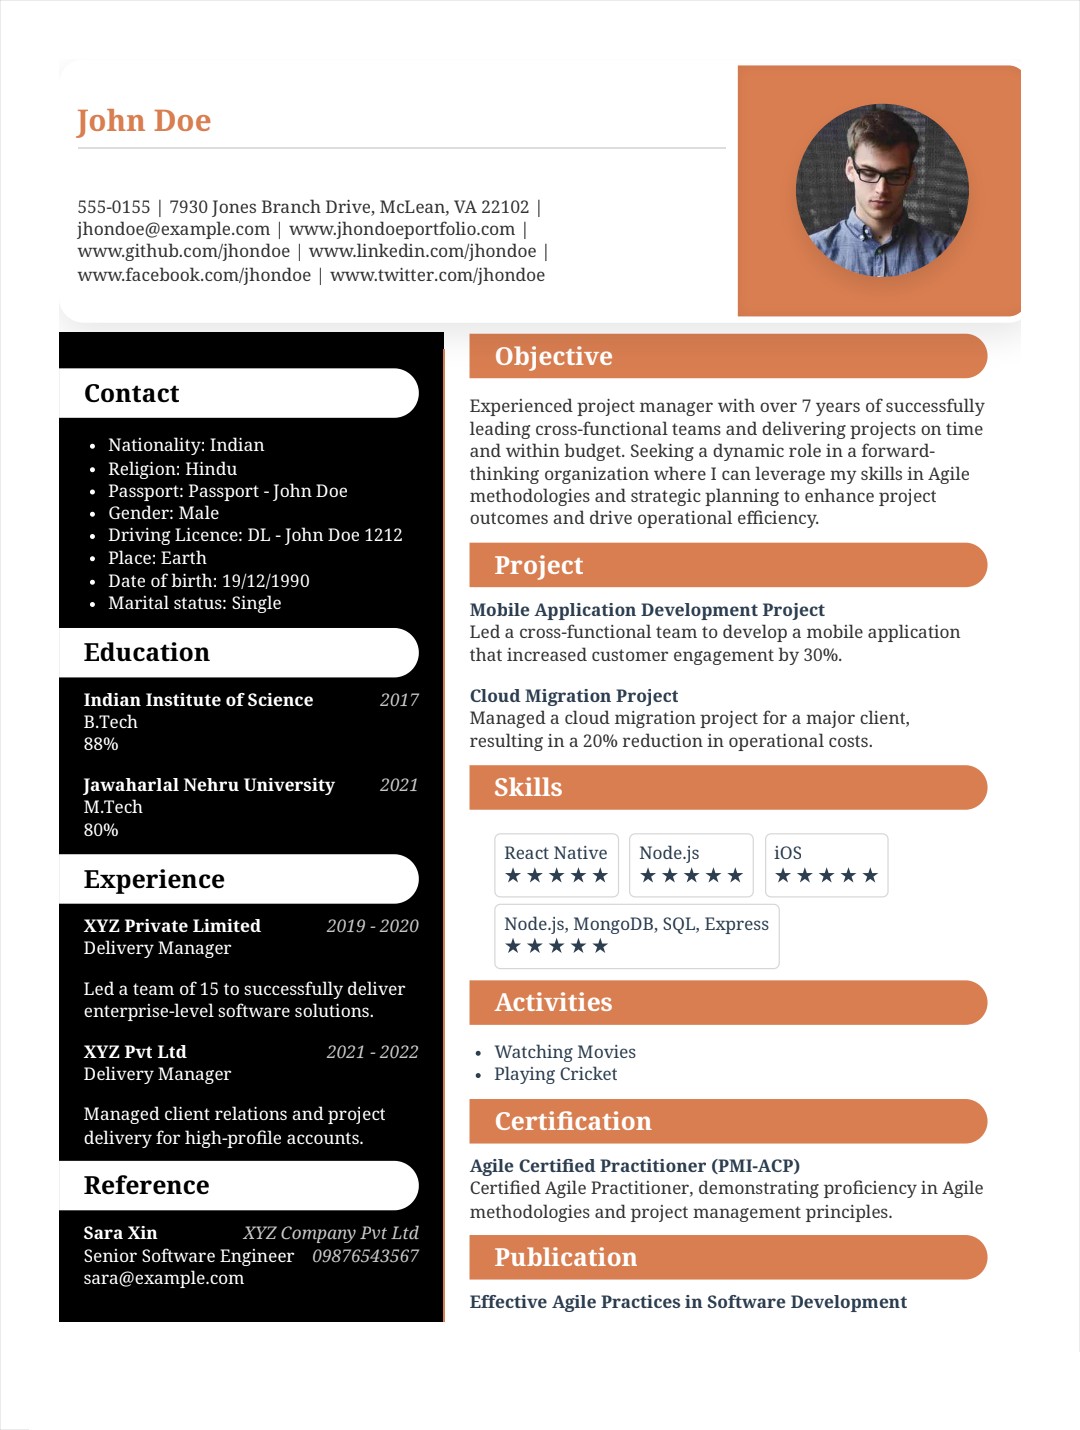 John Doe
555-0155 | 7930 Jones Branch Drive, McLean, VA 22102 |
jhondoe@example.com | www.jhondoeportfolio.com |
www.github.com/jhondoe | www.linkedin.com/jhondoe |
www.facebook.com/jhondoe | www.twitter.com/jhondoe
Contact
• Nationality: Indian
• Religion: Hindu
• Passport: Passport - John Doe
• Gender: Male
• Driving Licence: DL - John Doe 1212
• Place: Earth
• Date of birth: 19/12/1990
• Marital status: Single
Education
Indian Institute of Science 2017
B.Tech
88%
Jawaharlal Nehru University 2021
M.Tech
80%
Experience
XYZ Private Limited 2019 - 2020
Delivery Manager
Led a team of 15 to successfully deliver
enterprise-level software solutions.
XYZ Pvt Ltd 2021 - 2022
Delivery Manager
Managed client relations and project
delivery for high-profile accounts.
Reference
Sara Xin XYZ Company Pvt Ltd
Senior Software Engineer 09876543567
sara@example.com
Objective
Experienced project manager with over 7 years of successfully
leading cross-functional teams and delivering projects on time
and within budget. Seeking a dynamic role in a forward-
thinking organization where I can leverage my skills in Agile
methodologies and strategic planning to enhance project
outcomes and drive operational efficiency.
Project
Mobile Application Development Project
Led a cross-functional team to develop a mobile application
that increased customer engagement by 30%.
Cloud Migration Project
Managed a cloud migration project for a major client,
resulting in a 20% reduction in operational costs.
Skills
React Native Node.js iOS
★★★★★ ★★★★★ ★★★★★
Node.js, MongoDB, SQL, Express
★★★★★
Activities
• Watching Movies
• Playing Cricket
Certification
Agile Certified Practitioner (PMI-ACP)
Certified Agile Practitioner, demonstrating proficiency in Agile
methodologies and project management principles.
Publication
Effective Agile Practices in Software Development